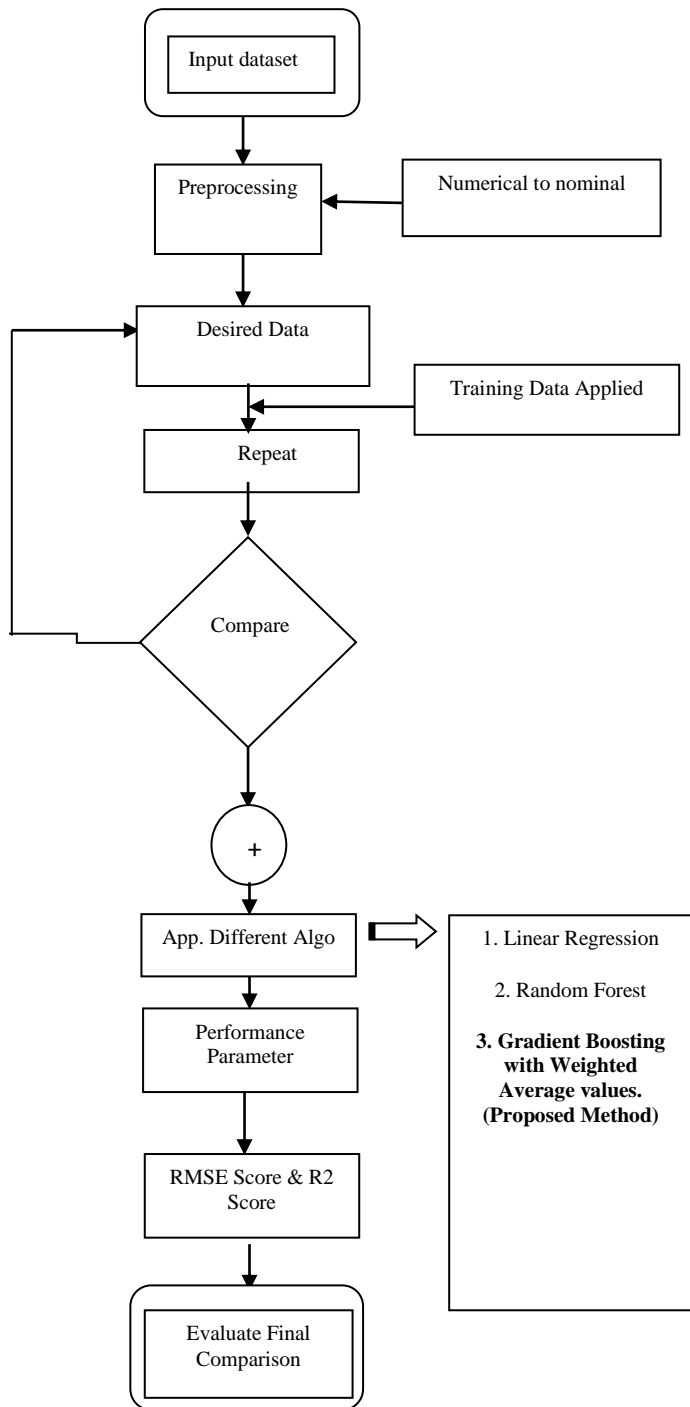 Input dataset
Preprocessing
Numerical to nominal
Desired Data
Training Data Applied
Repeat
Compare
+
App. Different Algo
1. Linear Regression
2. Random Forest
3. Gradient Boosting
with Weighted
Average values.
(Proposed Method)
Performance
Parameter
RMSE Score & R2
Score
Evaluate Final
Comparison